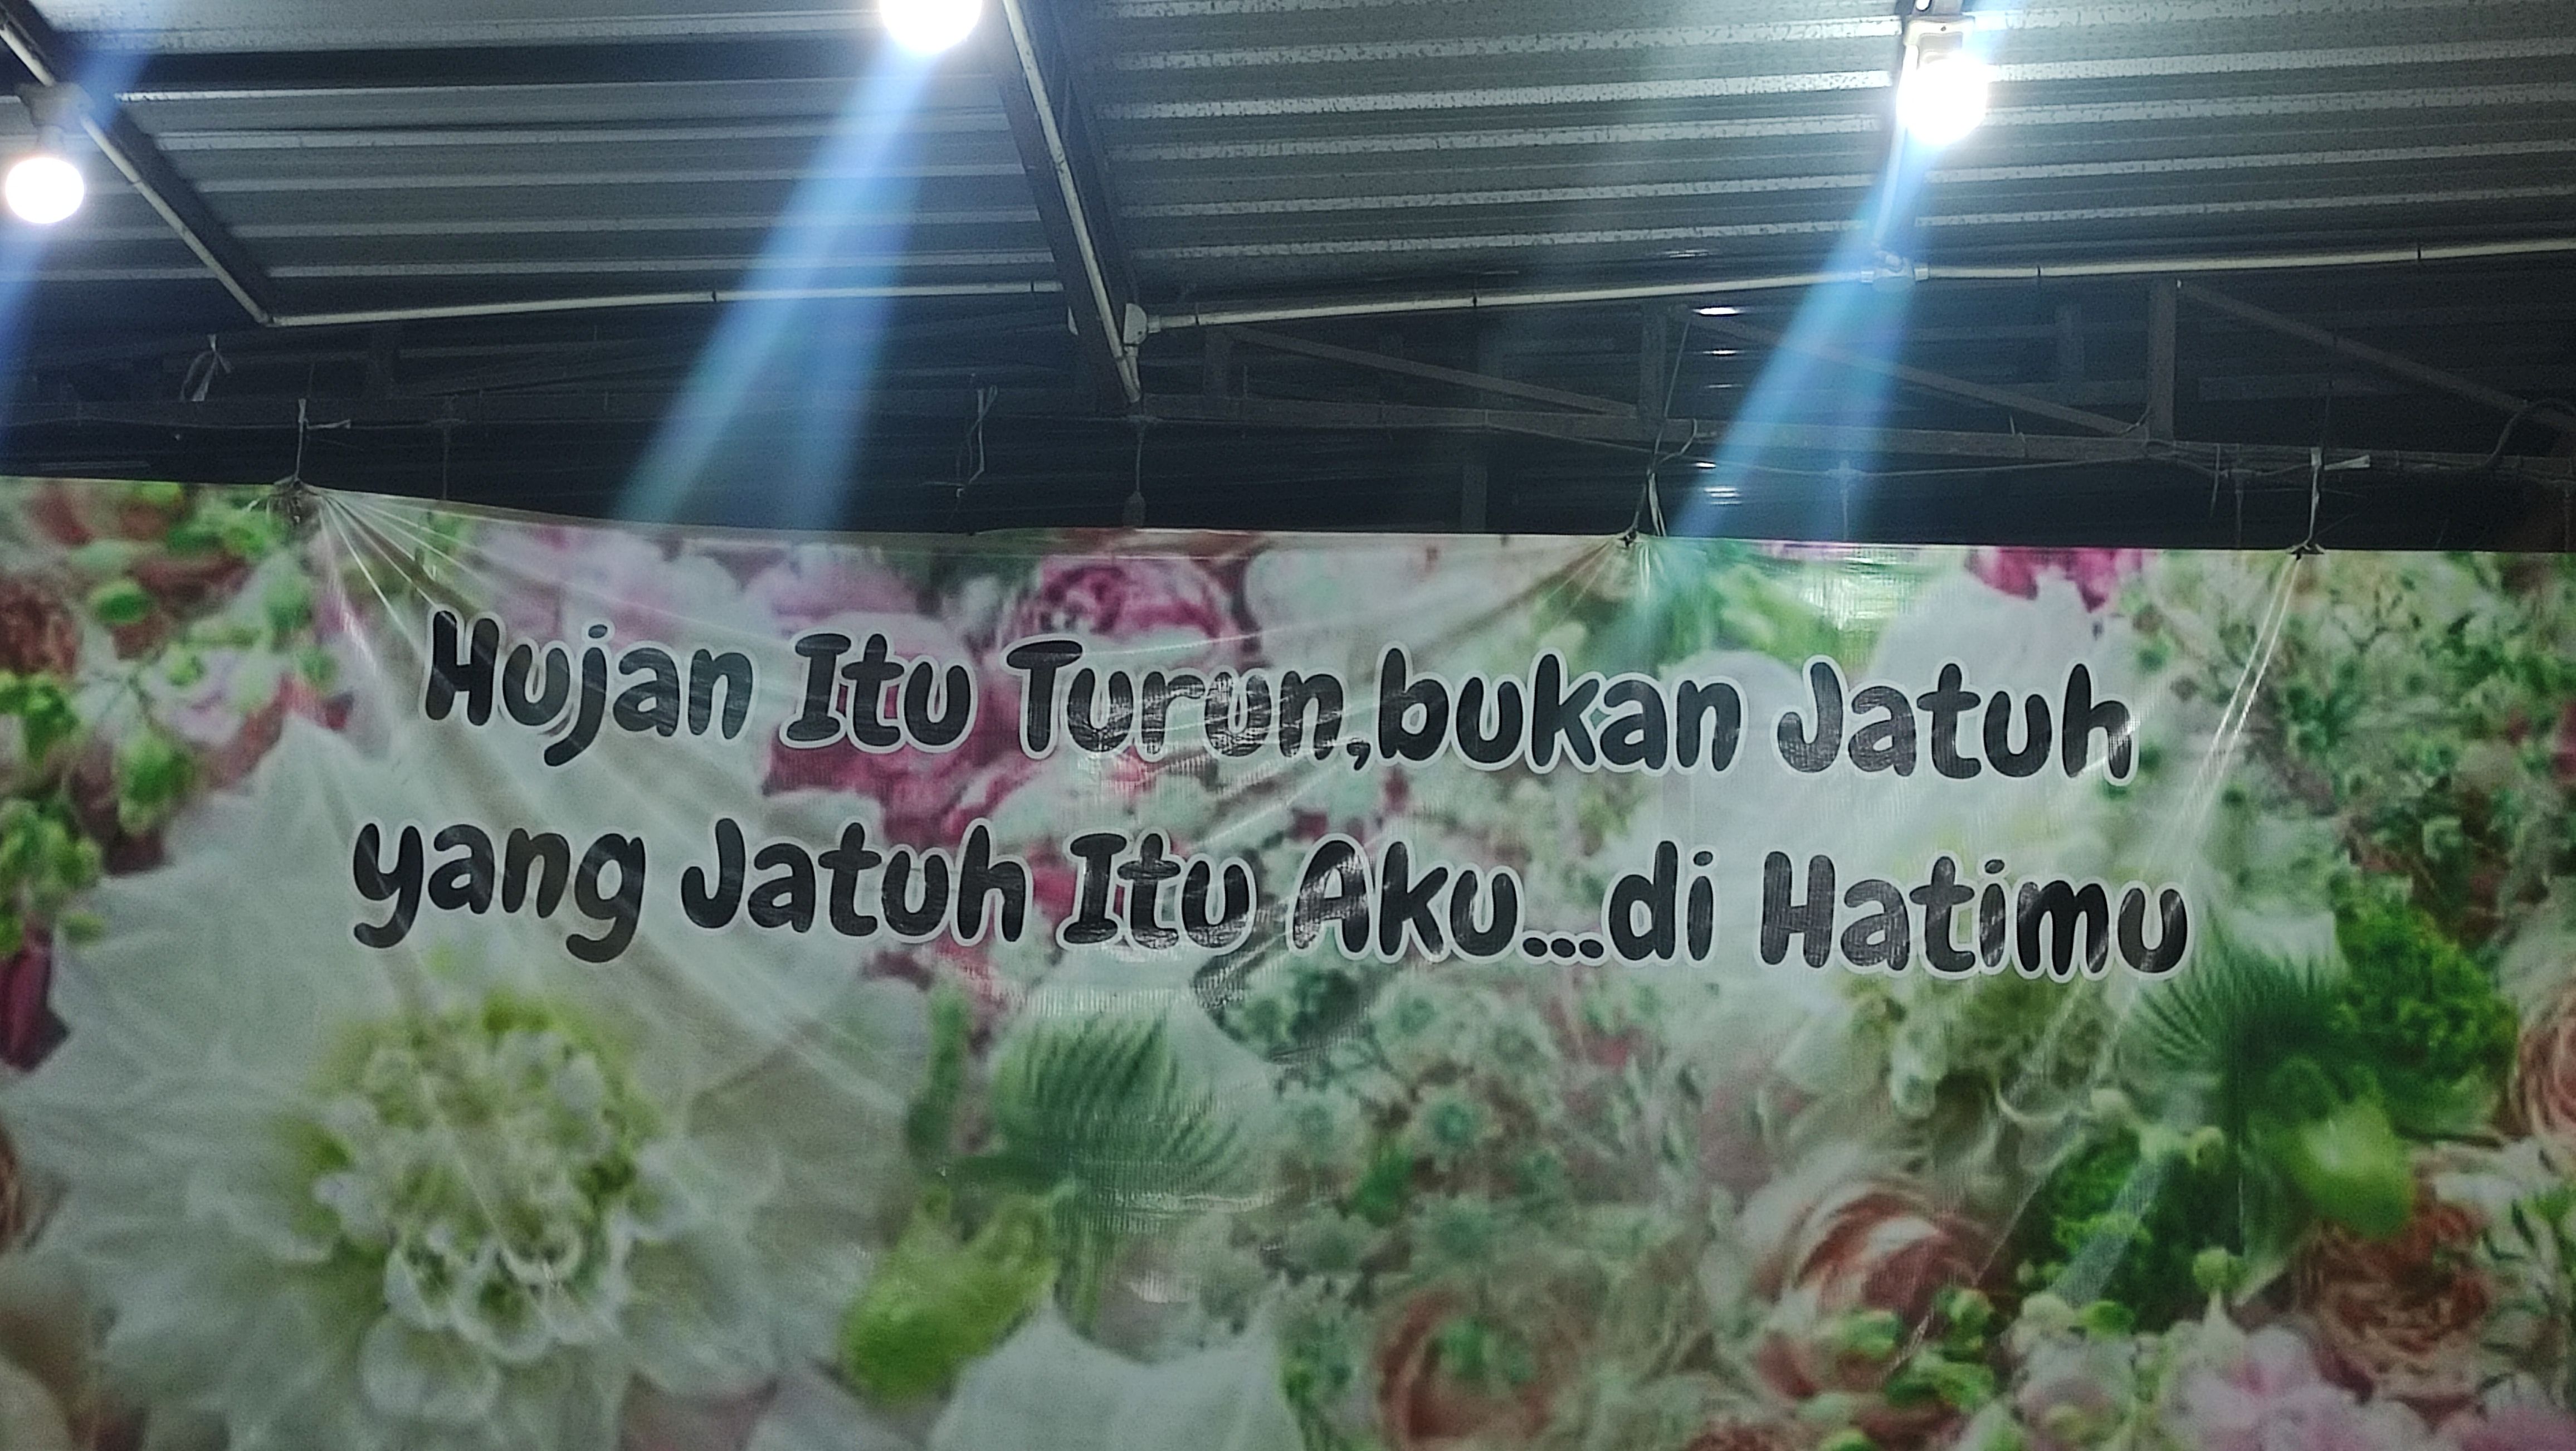 Hujan Itu Turun,bukan Jatuh
yang Jatuh Itu Aku...di Hatimu